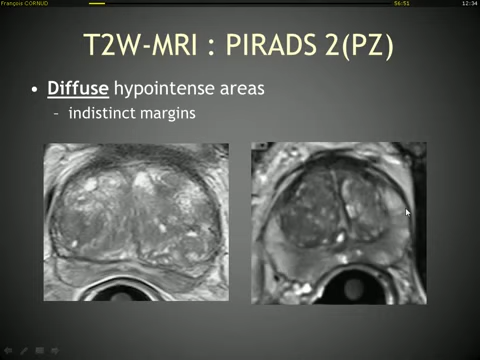 François CORNUD
56:51
12:34
T2W-MRI : PIRADS 2(PZ)
• Diffuse hypointense areas
– indistinct margins